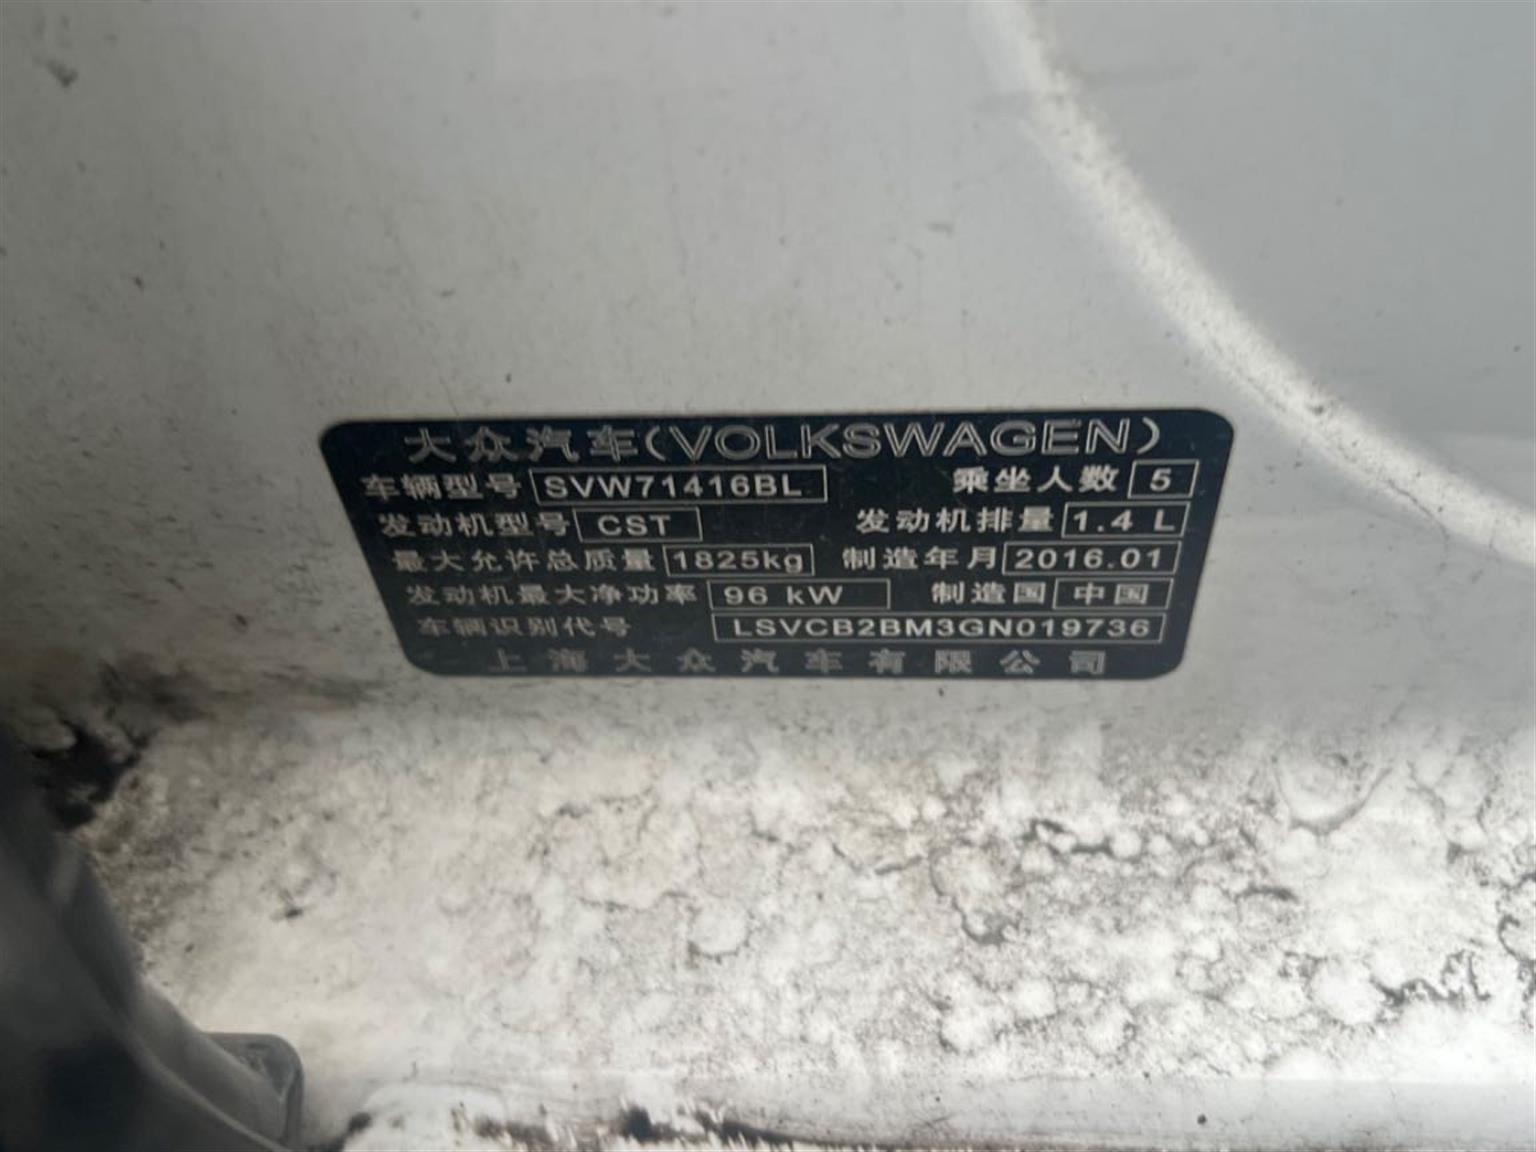 大众汽车(VOLKSWAGEN)
车辆型号 SVW71416BL 乘坐人数 5
发动机型号 CST 发动机排量 1.4 L
最大允许总质量 1825kg 制造年月 2016.01
发动机最大净功率 96 kW 制造国 中国
车辆识别代号 LSVCB2BM3GN019736
上海大众汽车有限公司